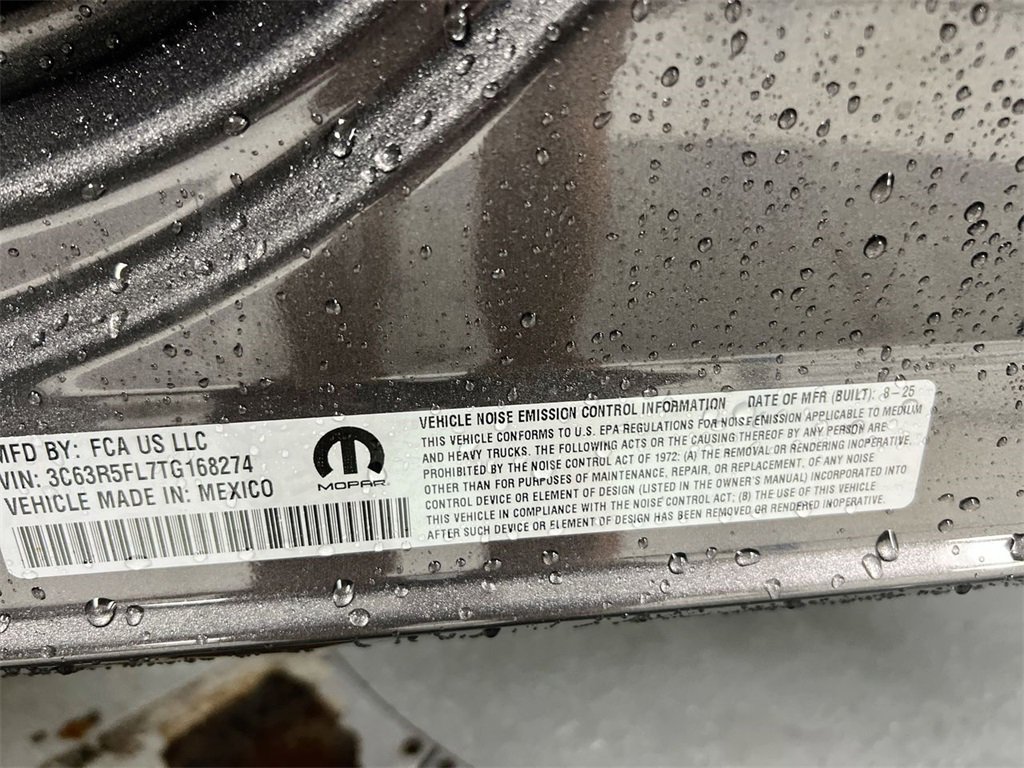 MFD BY: FCA US LLC
VIN: 3C63R5FL7TG168274
VEHICLE MADE IN: MEXICO
MOPAR
VEHICLE NOISE EMISSION CONTROL INFORMATION DATE OF MFR (BUILT): 8-25
THIS VEHICLE CONFORMS TO U.S. EPA REGULATIONS FOR NOISE EMISSION APPLICABLE TO MEDIUM
AND HEAVY TRUCKS. THE FOLLOWING ACTS OR THE CAUSING THEREOF BY ANY PERSON ARE
PROHIBITED BY THE NOISE CONTROL ACT OF 1972: (A) THE REMOVAL OR RENDERING INOPERATIVE,
OTHER THAN FOR PURPOSES OF MAINTENANCE, REPAIR, OR REPLACEMENT, OF ANY NOISE
CONTROL DEVICE OR ELEMENT OF DESIGN (LISTED IN THE OWNER'S MANUAL) INCORPORATED INTO
THIS VEHICLE IN COMPLIANCE WITH THE NOISE CONTROL ACT; (B) THE USE OF THIS VEHICLE
AFTER SUCH DEVICE OR ELEMENT OF DESIGN HAS BEEN REMOVED OR RENDERED INOPERATIVE.